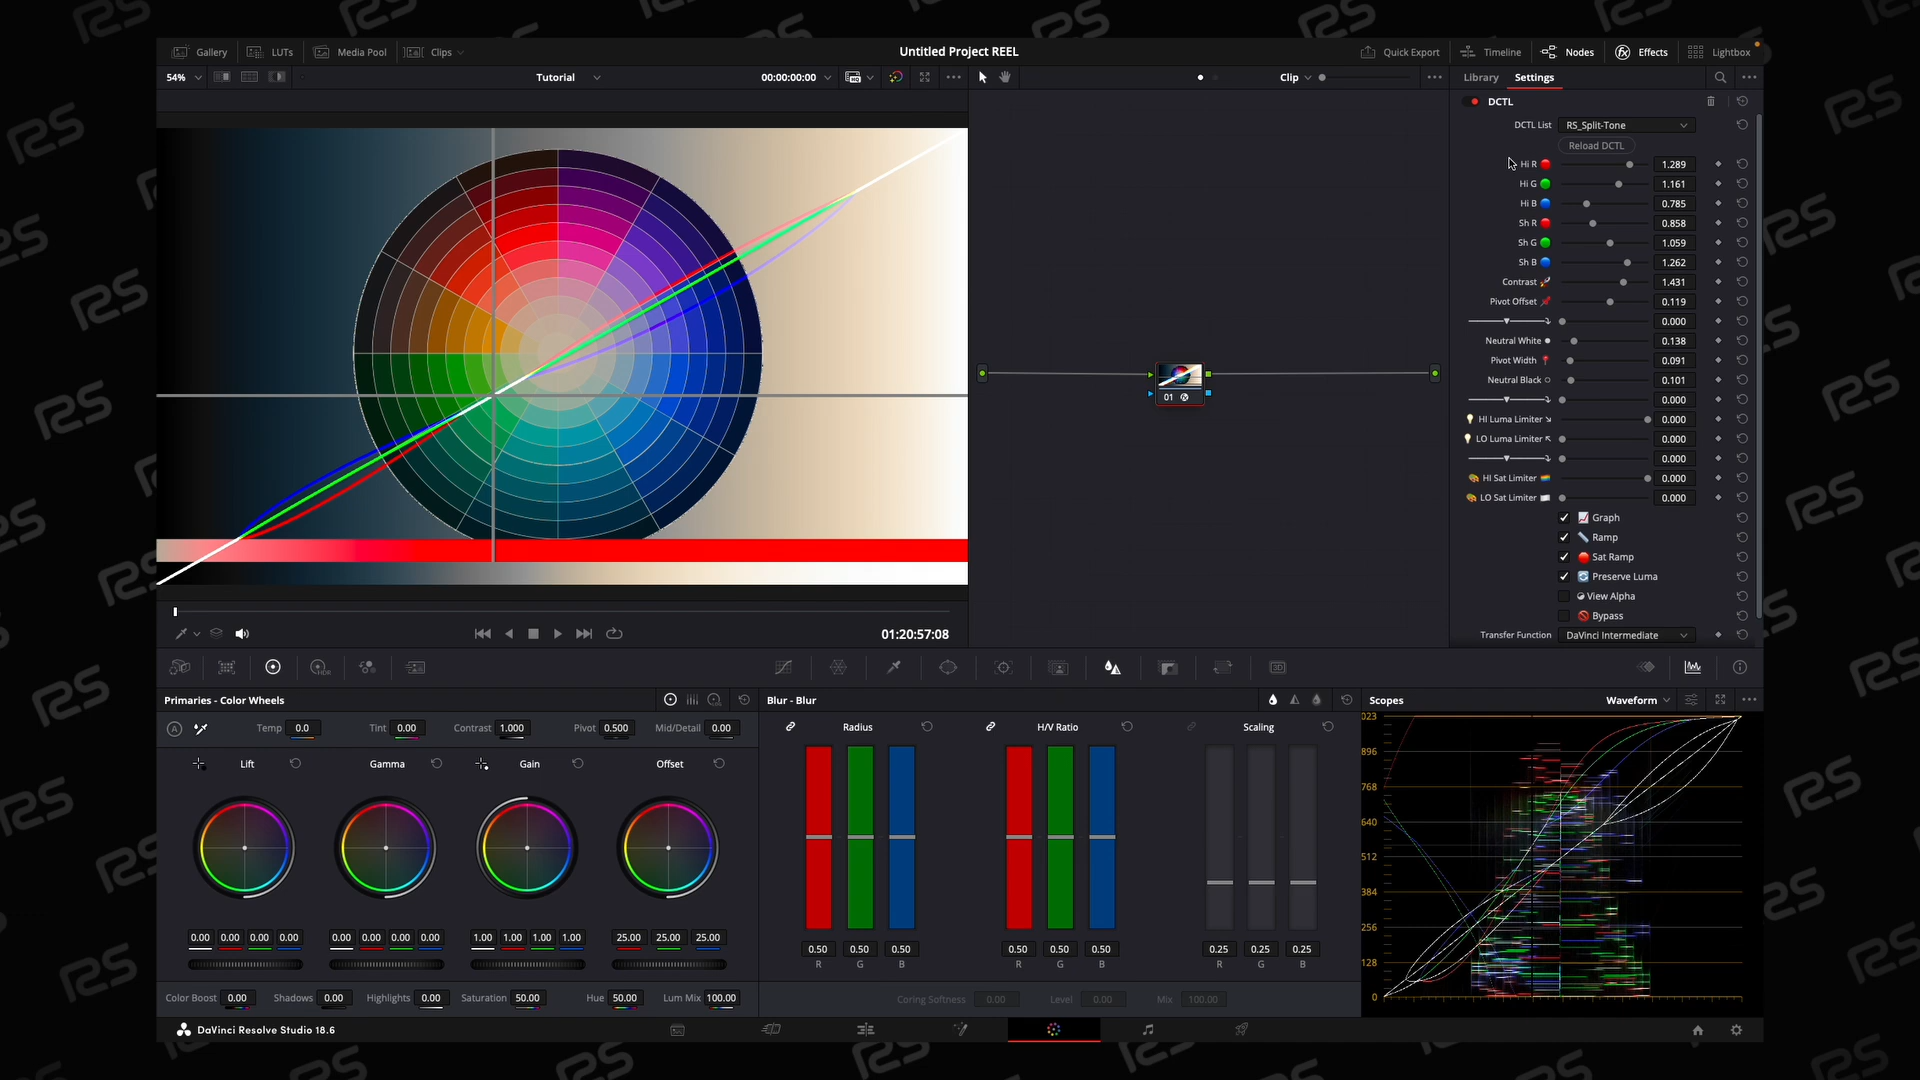 Gallery LUTs Media Pool Clips Untitled Project REEL Quick Export Timeline Nodes Effects Lightbox
54% Tutorial 00:00:00:00 Clip Library Settings
DCTL
DCTL List RS_Split-Tone
Reload DCTL
Hi R 1.289
Hi G 1.161
Hi B 0.785
Sh R 0.858
Sh G 1.059
Sh B 1.262
Contrast 1.431
Pivot Offset 0.119
0.000
Neutral White 0.138
Pivot Width 0.091
Neutral Black 0.101
0.000
HI Luma Limiter 0.000
LO Luma Limiter 0.000
0.000
HI Sat Limiter 0.000
LO Sat Limiter 0.000
Graph
Ramp
Sat Ramp
Preserve Luma
View Alpha
Bypass
Transfer Function DaVinci Intermediate
01
01:20:57:08
Primaries - Color Wheels
Temp 0.0 Tint 0.00 Contrast 1.000 Pivot 0.500 Mid/Detail 0.00
Lift Gamma Gain Offset
0.00 0.00 0.00 0.00 0.00 0.00 0.00 0.00 1.00 1.00 1.00 1.00 25.00 25.00 25.00
Color Boost 0.00 Shadows 0.00 Highlights 0.00 Saturation 50.00 Hue 50.00 Lum Mix 100.00
Blur - Blur
Radius H/V Ratio Scaling
0.50 0.50 0.50 0.50 0.50 0.50 0.25 0.25 0.25
R G B R G B R G B
Coring Softness 0.00 Level 0.00 Mix 100.00
Scopes Waveform
023
896
768
640
512
384
256
128
0
DaVinci Resolve Studio 18.6
RS